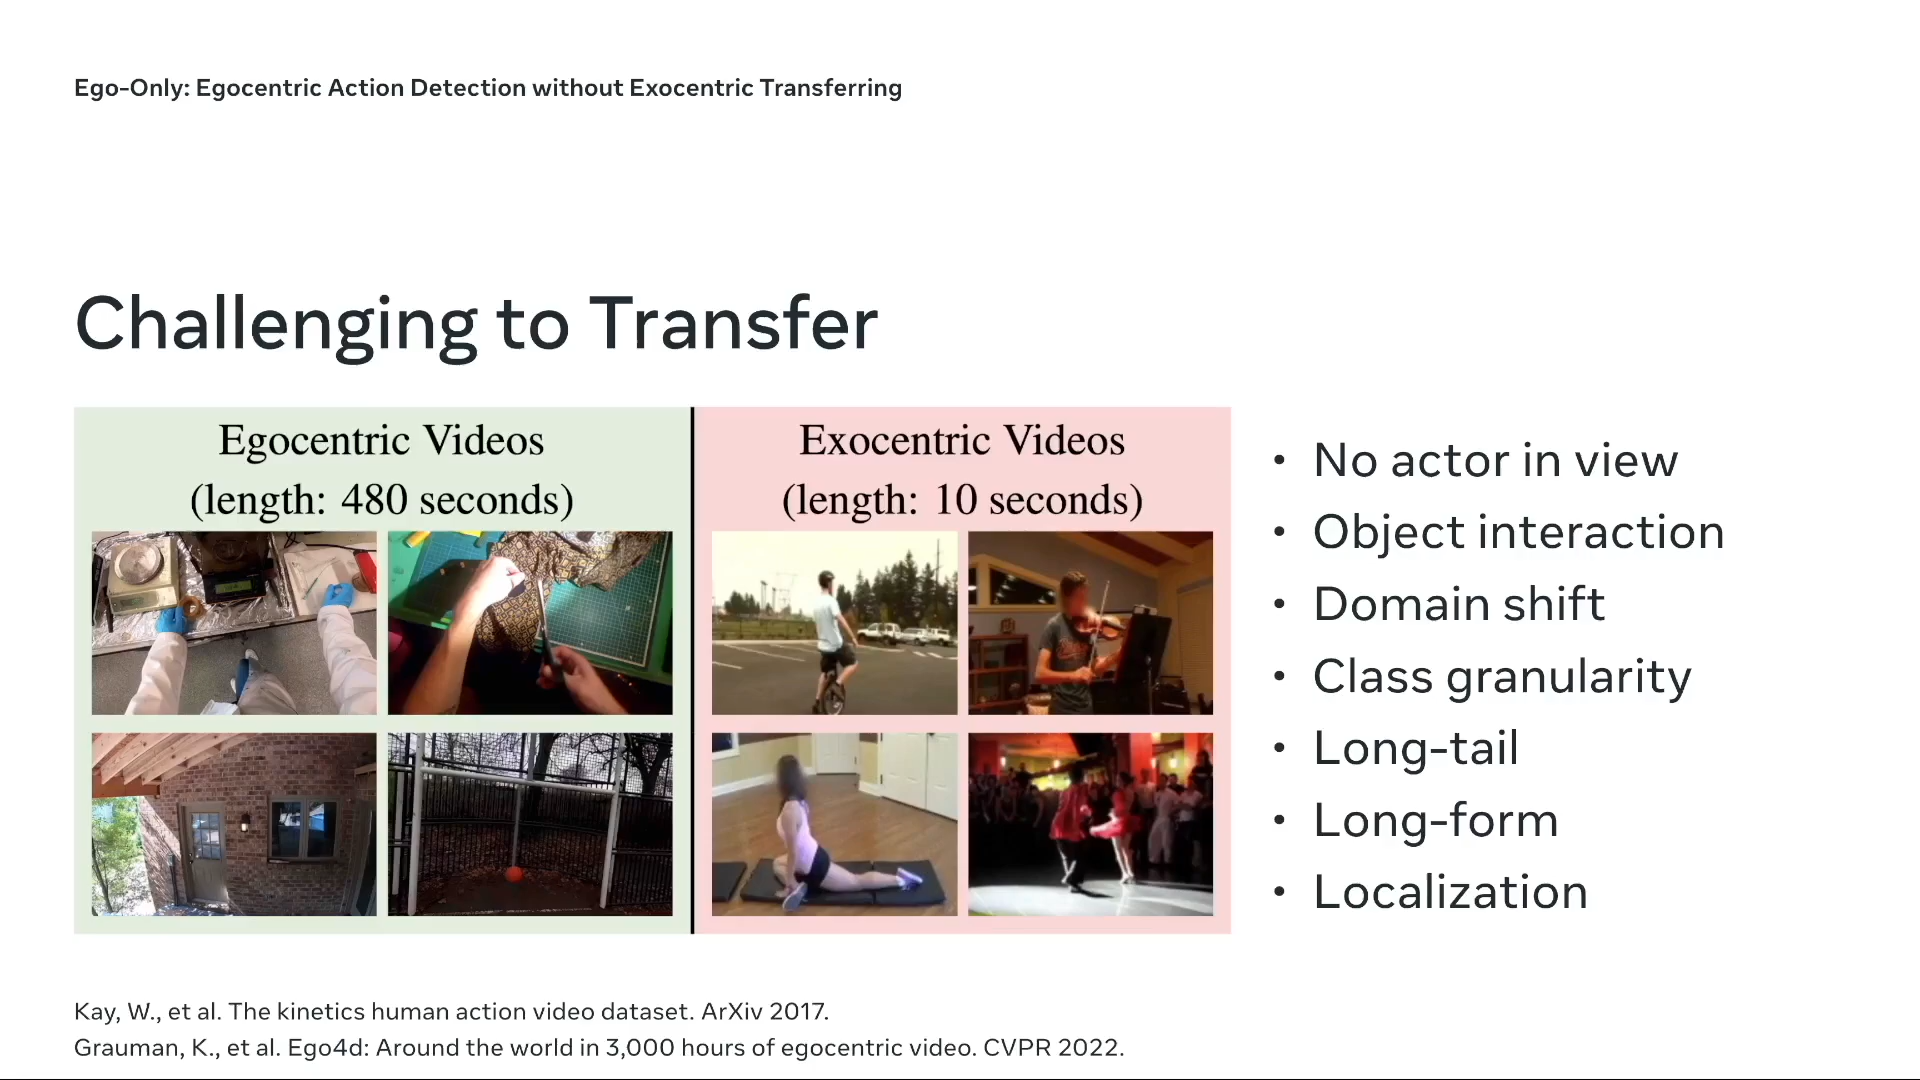 Ego-Only: Egocentric Action Detection without Exocentric Transferring
Challenging to Transfer
Egocentric Videos
(length: 480 seconds)
Exocentric Videos
(length: 10 seconds)
• No actor in view
• Object interaction
• Domain shift
• Class granularity
• Long-tail
• Long-form
• Localization
Kay, W., et al. The kinetics human action video dataset. ArXiv 2017.
Grauman, K., et al. Ego4d: Around the world in 3,000 hours of egocentric video. CVPR 2022.